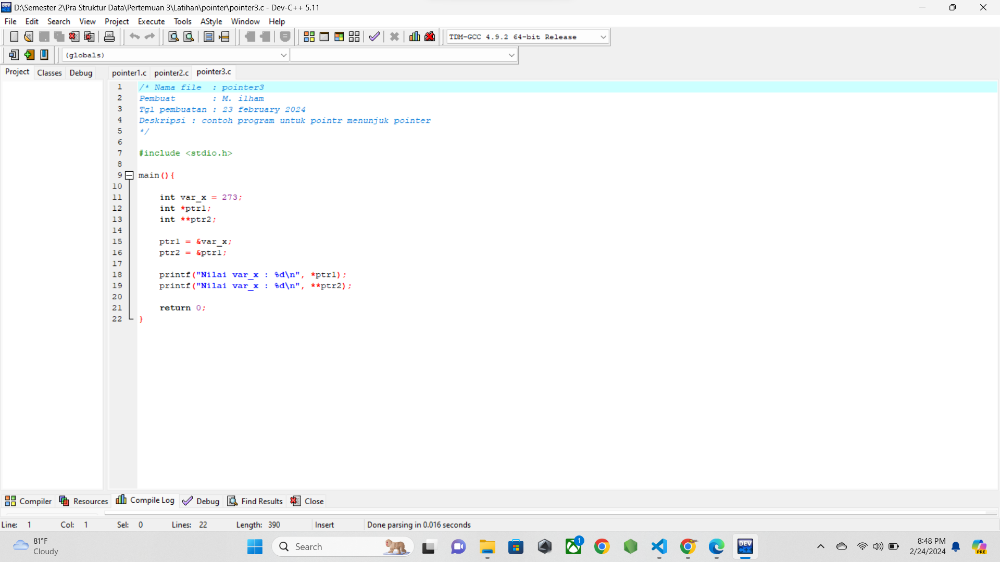 D:\Semester 2\Pra Struktur Data\Pertemuan 3\Latihan\pointer\pointer3.c - Dev-C++ 5.11
File Edit Search View Project Execute Tools AStyle Window Help
TDM-GCC 4.9.2 64-bit Release
(globals)
Project Classes Debug pointer1.c pointer2.c pointer3.c
1 /* Nama file  : pointer3
2 Pembuat       : M. ilham
3 Tgl pembuatan : 23 february 2024
4 Deskripsi : contoh program untuk pointr menunjuk pointer
5 */
6
7 #include <stdio.h>
8
9 main(){
10
11     int var_x = 273;
12     int *ptr1;
13     int **ptr2;
14
15     ptr1 = &var_x;
16     ptr2 = &ptr1;
17
18     printf("Nilai var_x : %d\n", *ptr1);
19     printf("Nilai var_x : %d\n", **ptr2);
20
21     return 0;
22 }
Compiler Resources Compile Log Debug Find Results Close
Line: 1 Col: 1 Sel: 0 Lines: 22 Length: 390 Insert Done parsing in 0.016 seconds
81°F
Cloudy
Search
1
DEV
C++
8:48 PM
2/24/2024
PRE